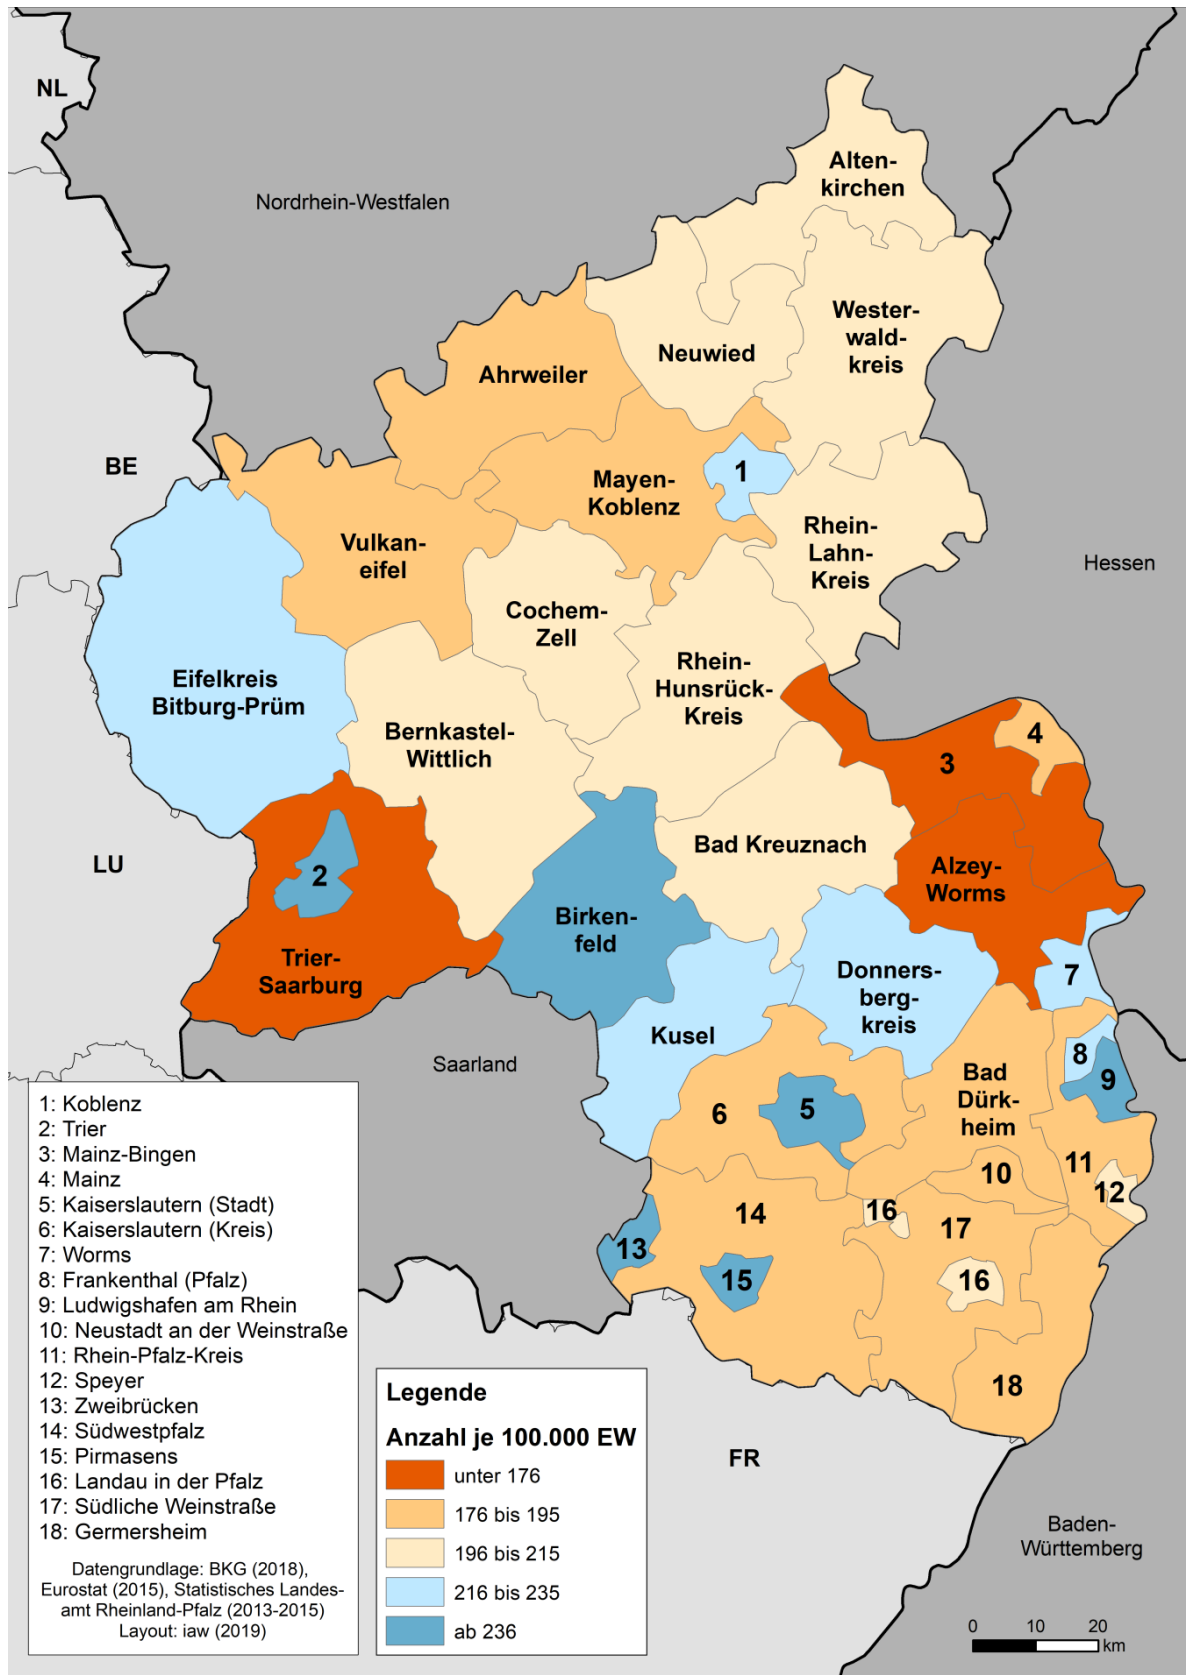 NL
Nordrhein-Westfalen
Alten-
kirchen
Wester-
wald-
kreis
Neuwied
Ahrweiler
BE
Mayen-
Koblenz
1
Rhein-
Lahn-
Kreis
Hessen
Vulkan-
eifel
Cochem-
Zell
Eifelkreis
Bitburg-Prüm
Rhein-
Hunsrück-
Kreis
Bernkastel-
Wittlich
4
3
Bad Kreuznach
LU
2
Alzey-
Worms
Birken-
feld
Trier-
Saarburg
Donners-
berg-
kreis
7
Kusel
Saarland
8
9
Bad
Dürk-
heim
5
6
10
11
12
16
14
17
13
15
16
18
1: Koblenz
2: Trier
3: Mainz-Bingen
4: Mainz
5: Kaiserslautern (Stadt)
6: Kaiserslautern (Kreis)
7: Worms
8: Frankenthal (Pfalz)
9: Ludwigshafen am Rhein
10: Neustadt an der Weinstraße
11: Rhein-Pfalz-Kreis
12: Speyer
13: Zweibrücken
14: Südwestpfalz
15: Pirmasens
16: Landau in der Pfalz
17: Südliche Weinstraße
18: Germersheim
Datengrundlage: BKG (2018),
Eurostat (2015), Statistisches Landes-
amt Rheinland-Pfalz (2013-2015)
Layout: iaw (2019)
Legende
Anzahl je 100.000 EW
unter 176
176 bis 195
196 bis 215
216 bis 235
ab 236
FR
Baden-
Württemberg
0 10 20
km